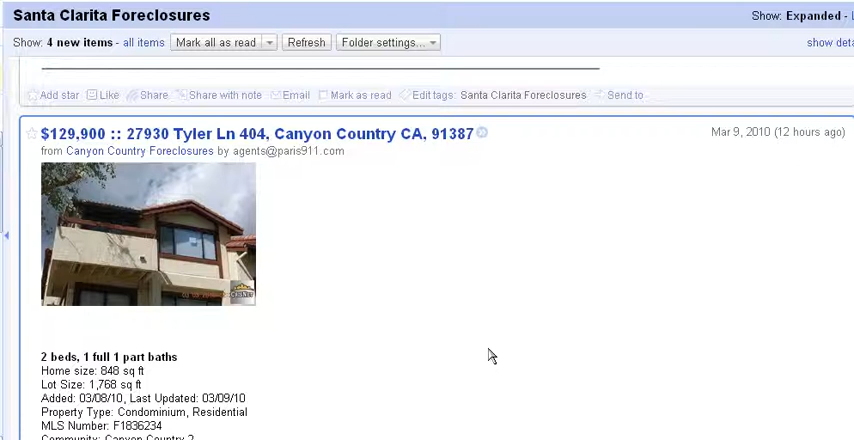 Santa Clarita Foreclosures Show: Expanded -
Show: 4 new items - all items Mark all as read Refresh Folder settings...
Add star Like Share Share with note Email Mark as read Edit tags: Santa Clarita Foreclosures Send to
$129,900 :: 27930 Tyler Ln 404, Canyon Country CA, 91387 Mar 9, 2010 (12 hours ago)
from Canyon Country Foreclosures by agents@paris911.com
2 beds, 1 full 1 part baths
Home size: 848 sq ft
Lot Size: 1,768 sq ft
Added: 03/08/10, Last Updated: 03/09/10
Property Type: Condominium, Residential
MLS Number: F1836234
Community: Canyon Country 2